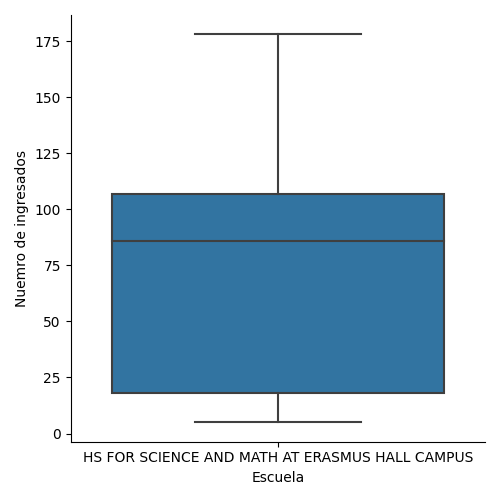 175
150
125
100
75
50
25
0
Nuemro de ingresados
HS FOR SCIENCE AND MATH AT ERASMUS HALL CAMPUS
Escuela